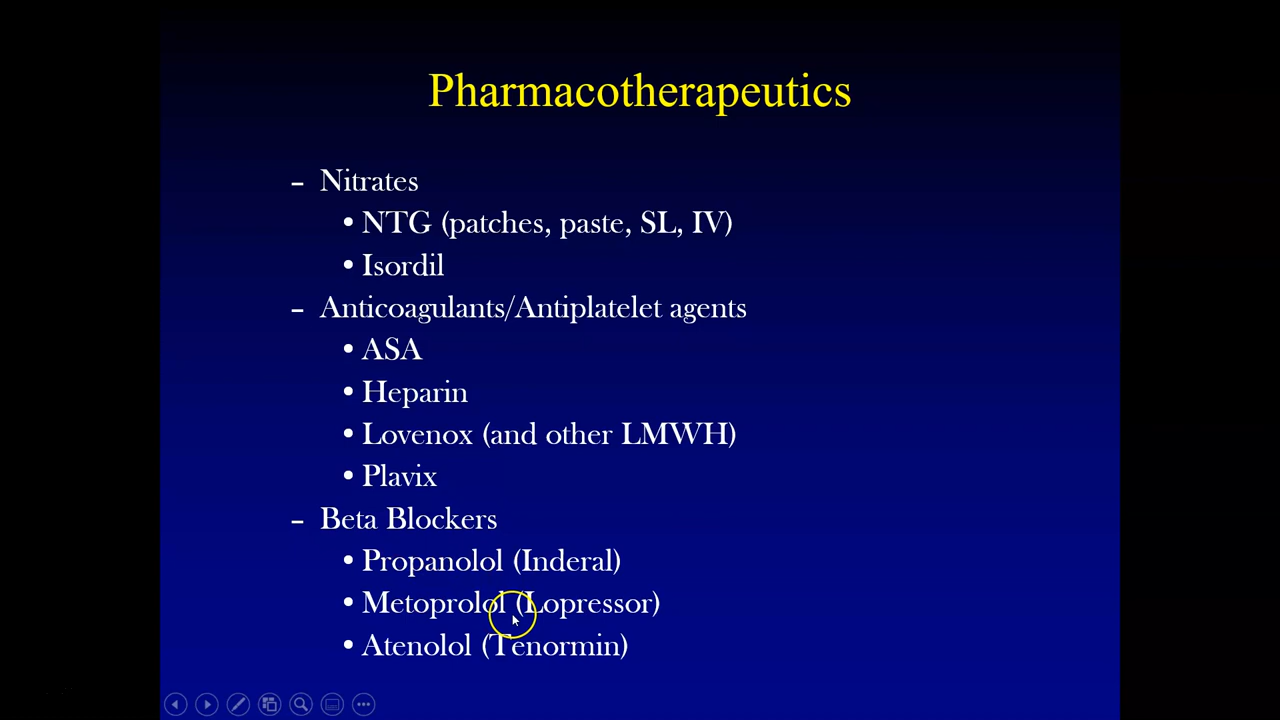 Pharmacotherapeutics
– Nitrates
• NTG (patches, paste, SL, IV)
• Isordil
– Anticoagulants/Antiplatelet agents
• ASA
• Heparin
• Lovenox (and other LMWH)
• Plavix
– Beta Blockers
• Propanolol (Inderal)
• Metoprolol (Lopressor)
• Atenolol (Tenormin)